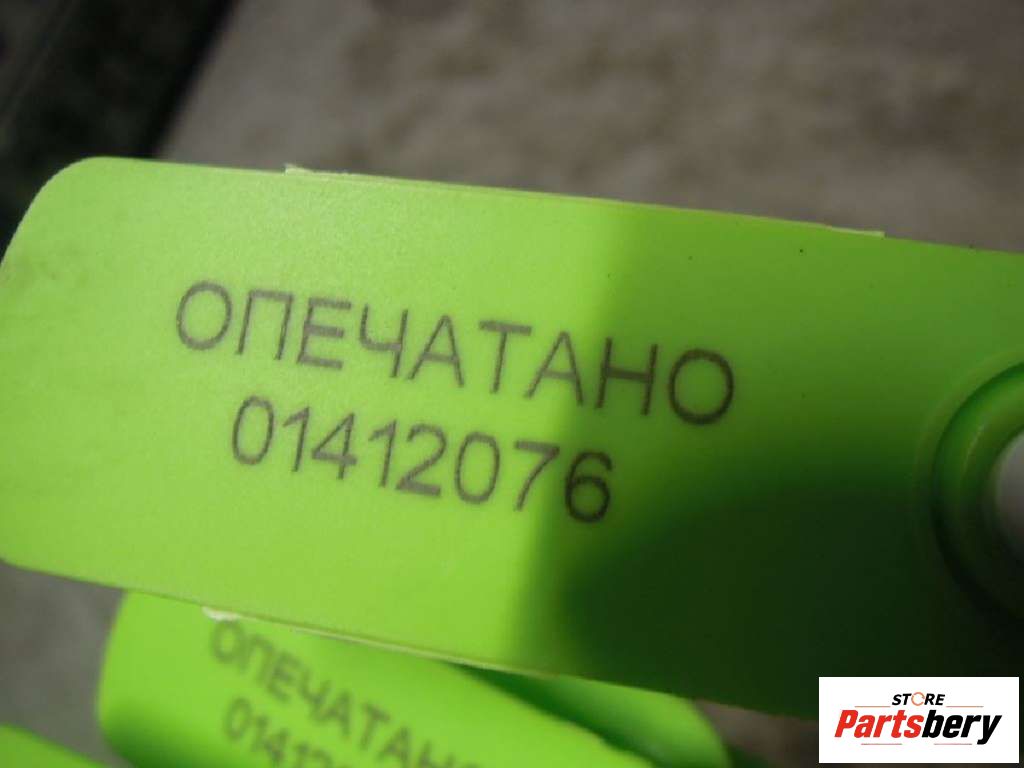 ОПЕЧАТАНО
01412076
ОПЕЧАТАНО
STORE
Partsbery